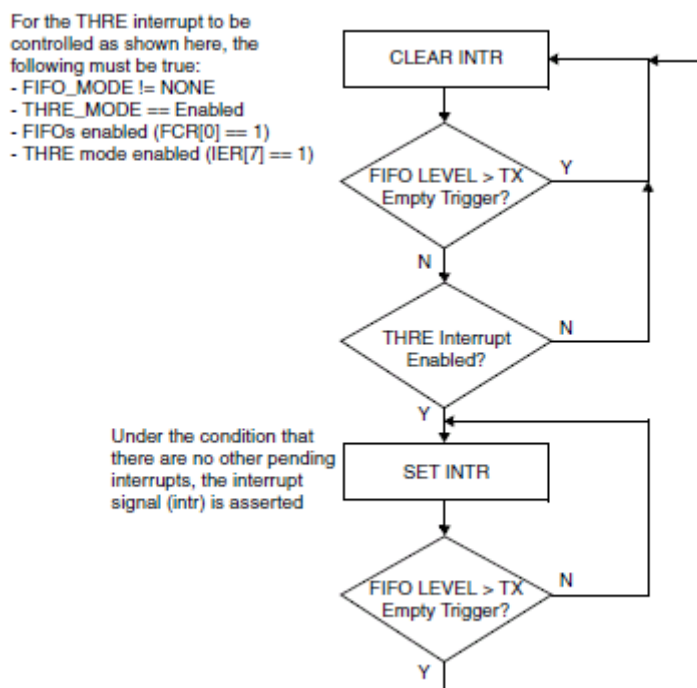 For the THRE interrupt to be
controlled as shown here, the
following must be true:
- FIFO_MODE != NONE
- THRE_MODE == Enabled
- FIFOs enabled (FCR[0] == 1)
- THRE mode enabled (IER[7] == 1)
CLEAR INTR
FIFO LEVEL > TX
Empty Trigger?
Y
N
THRE Interrupt
Enabled?
N
Y
Under the condition that
there are no other pending
interrupts, the interrupt
signal (intr) is asserted
SET INTR
FIFO LEVEL > TX
Empty Trigger?
N
Y